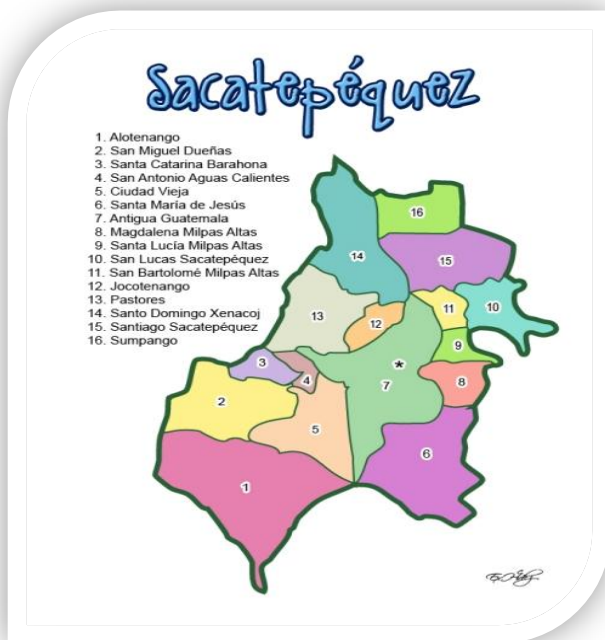 Sacatepéquez
1. Alotenango
2. San Miguel Dueñas
3. Santa Catarina Barahona
4. San Antonio Aguas Calientes
5. Ciudad Vieja
6. Santa María de Jesús
7. Antigua Guatemala
8. Magdalena Milpas Altas
9. Santa Lucía Milpas Altas
10. San Lucas Sacatepéquez
11. San Bartolomé Milpas Altas
12. Jocotenango
13. Pastores
14. Santo Domingo Xenacoj
15. Santiago Sacatepéquez
16. Sumpango
16
15
14
11
10
13
12
9
*
7
8
3
4
2
5
6
1